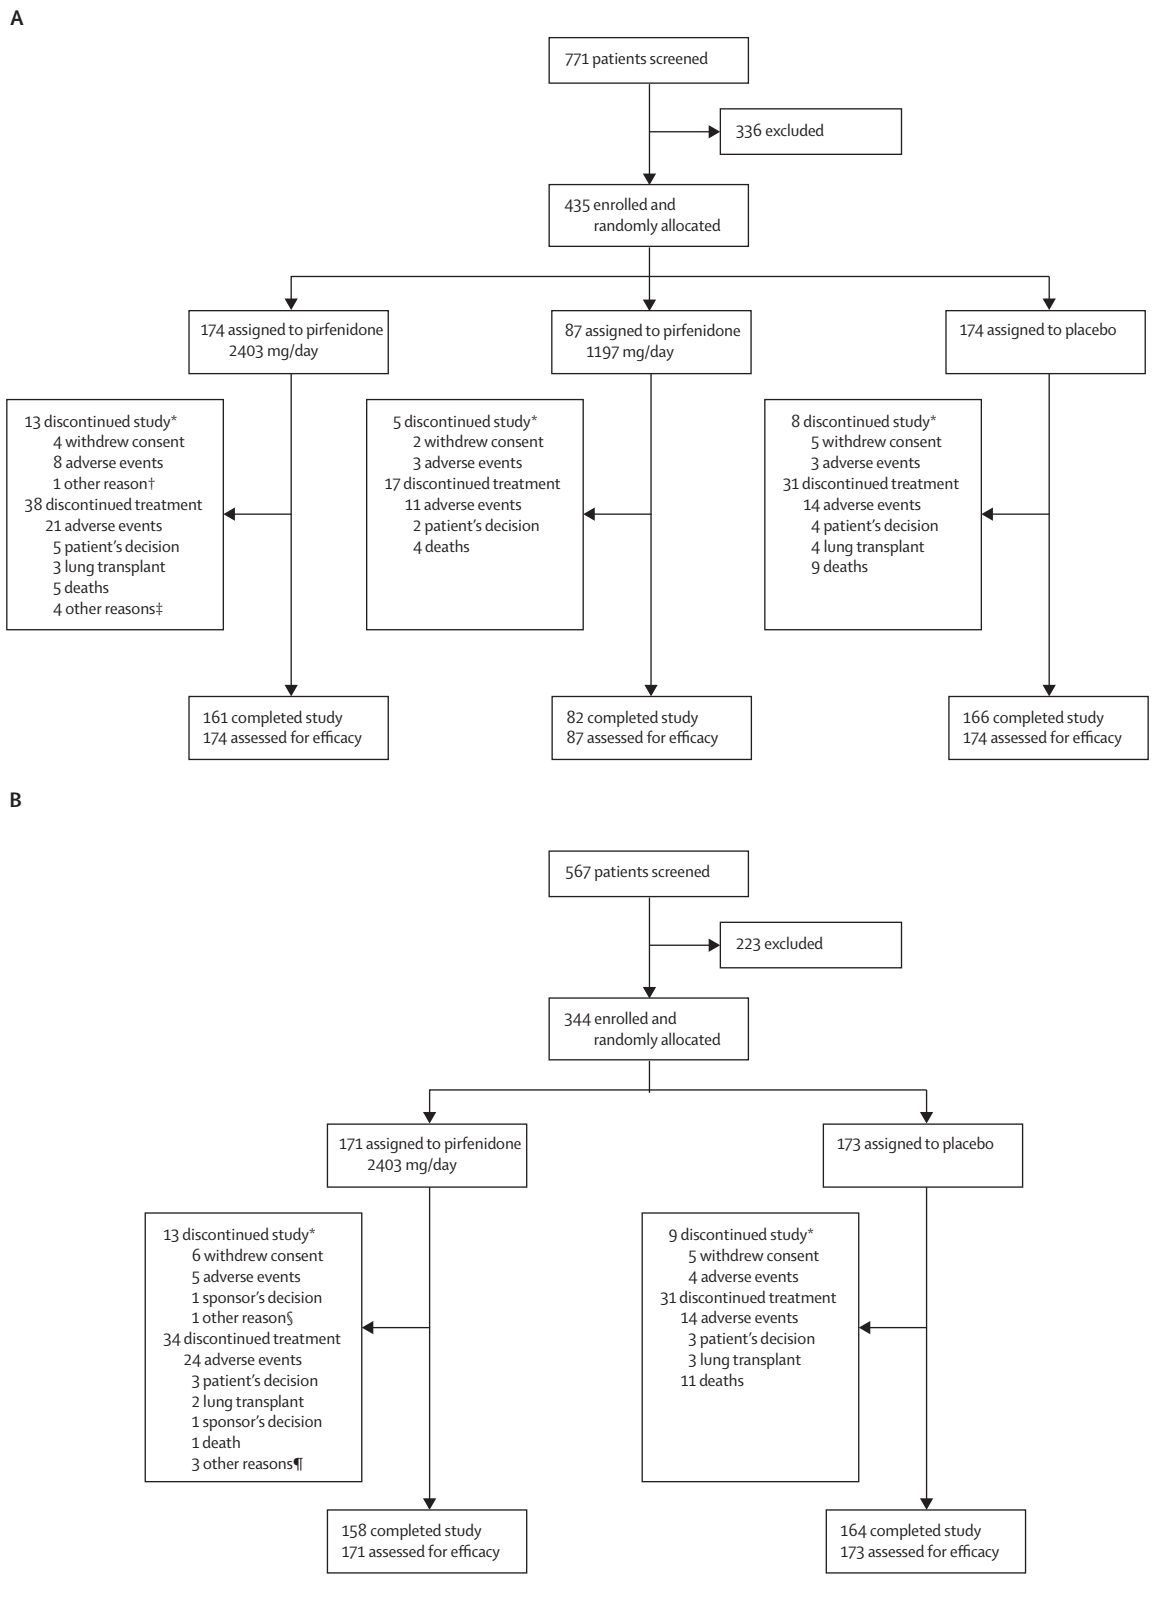 A
771 patients screened
336 excluded
435 enrolled and
randomly allocated
174 assigned to pirfenidone
2403 mg/day
87 assigned to pirfenidone
1197 mg/day
174 assigned to placebo
13 discontinued study*
4 withdrew consent
8 adverse events
1 other reason†
38 discontinued treatment
21 adverse events
5 patient’s decision
3 lung transplant
5 deaths
4 other reasons‡
5 discontinued study*
2 withdrew consent
3 adverse events
17 discontinued treatment
11 adverse events
2 patient’s decision
4 deaths
8 discontinued study*
5 withdrew consent
3 adverse events
31 discontinued treatment
14 adverse events
4 patient’s decision
4 lung transplant
9 deaths
161 completed study
174 assessed for efficacy
82 completed study
87 assessed for efficacy
166 completed study
174 assessed for efficacy
B
567 patients screened
223 excluded
344 enrolled and
randomly allocated
171 assigned to pirfenidone
2403 mg/day
173 assigned to placebo
13 discontinued study*
6 withdrew consent
5 adverse events
1 sponsor’s decision
1 other reason§
34 discontinued treatment
24 adverse events
3 patient’s decision
2 lung transplant
1 sponsor’s decision
1 death
3 other reasons¶
9 discontinued study*
5 withdrew consent
4 adverse events
31 discontinued treatment
14 adverse events
3 patient’s decision
3 lung transplant
11 deaths
158 completed study
171 assessed for efficacy
164 completed study
173 assessed for efficacy